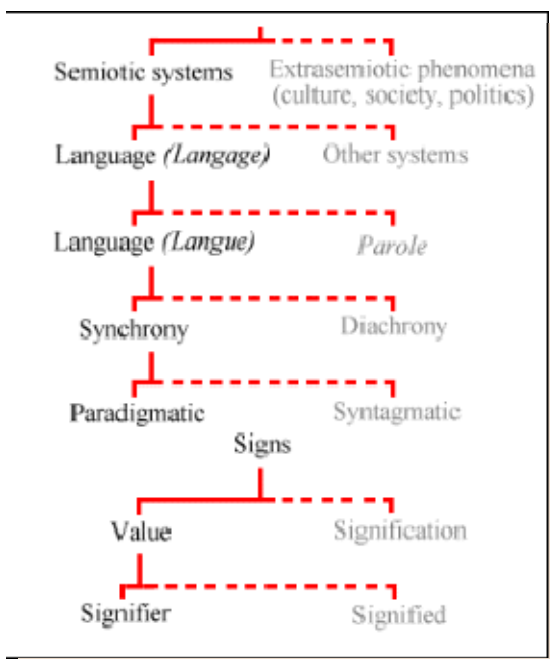 Semiotic systems Extrasemiotic phenomena
(culture, society, politics)
Language (Langage) Other systems
Language (Langue) Parole
Synchrony Diachrony
Paradigmatic Syntagmatic
Signs
Value Signification
Signifier Signified